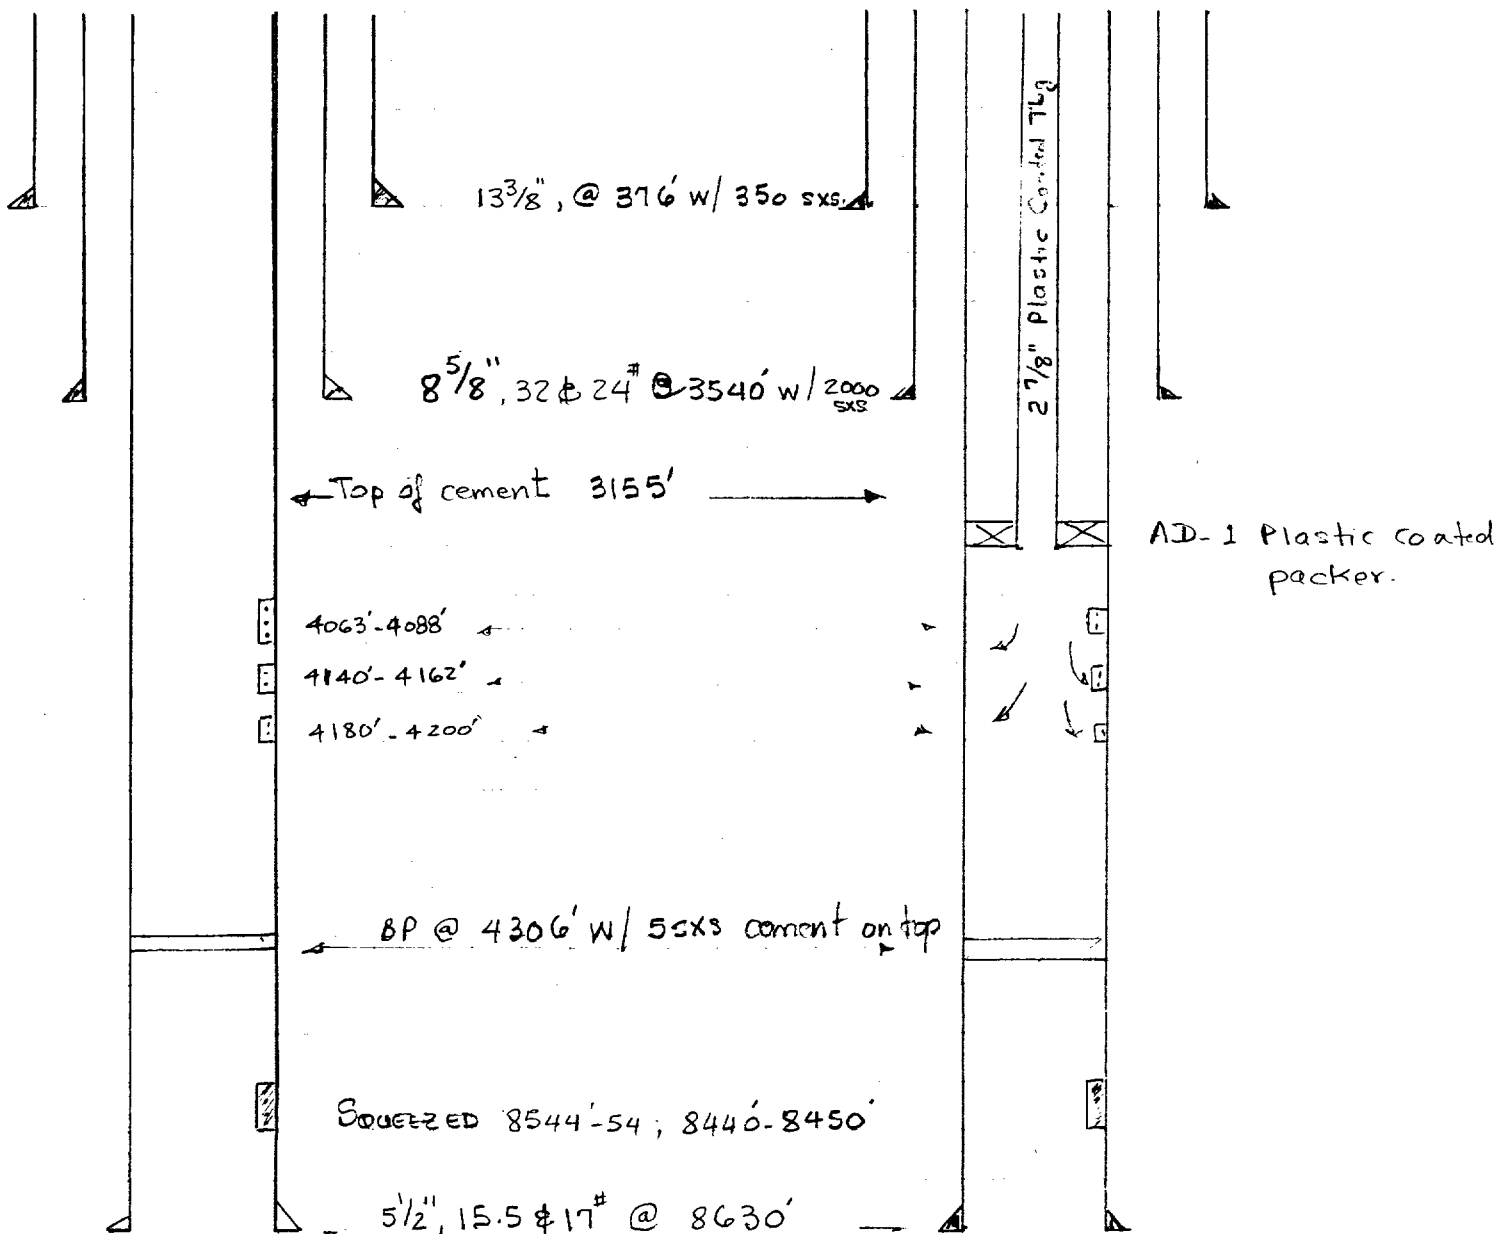 13 3/8", @ 376' w/ 350 sxs.
2 7/8" Plastic Coated Tbg
8 5/8", 32 & 24# @ 3540' w/ 2000 sxs
Top of cement 3155'
AD-1 Plastic coated
packer.
4063'-4088'
4140'-4162'
4180'-4200'
BP @ 4306' w/ 5sxs coment on top
SQUEEZED 8544'-54; 8440'-8450'
5 1/2", 15.5 & 17# @ 8630'